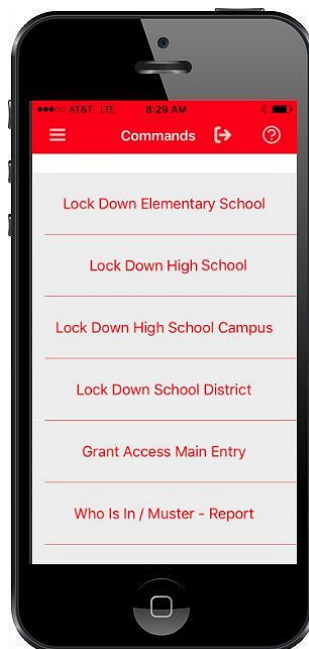 AT&T LTE 8:29 AM
Commands
Lock Down Elementary School
Lock Down High School
Lock Down High School Campus
Lock Down School District
Grant Access Main Entry
Who Is In / Muster - Report